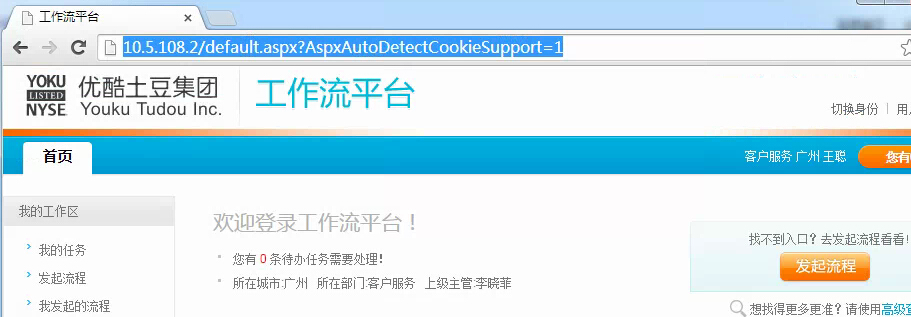 工作流平台
10.5.108.2/default.aspx?AspxAutoDetectCookieSupport=1
YOKU
LISTED
NYSE
优酷土豆集团
Youku Tudou Inc.
工作流平台
切换身份
首页
客户服务 广州 王聪
您有
我的工作区
我的任务
发起流程
我发起的流程
欢迎登录工作流平台！
您有 0 条待办任务需要处理!
所在城市:广州 所在部门:客户服务 上级主管:李晓菲
找不到入口？去发起流程看看!
发起流程
想找得更多更准？请使用高级